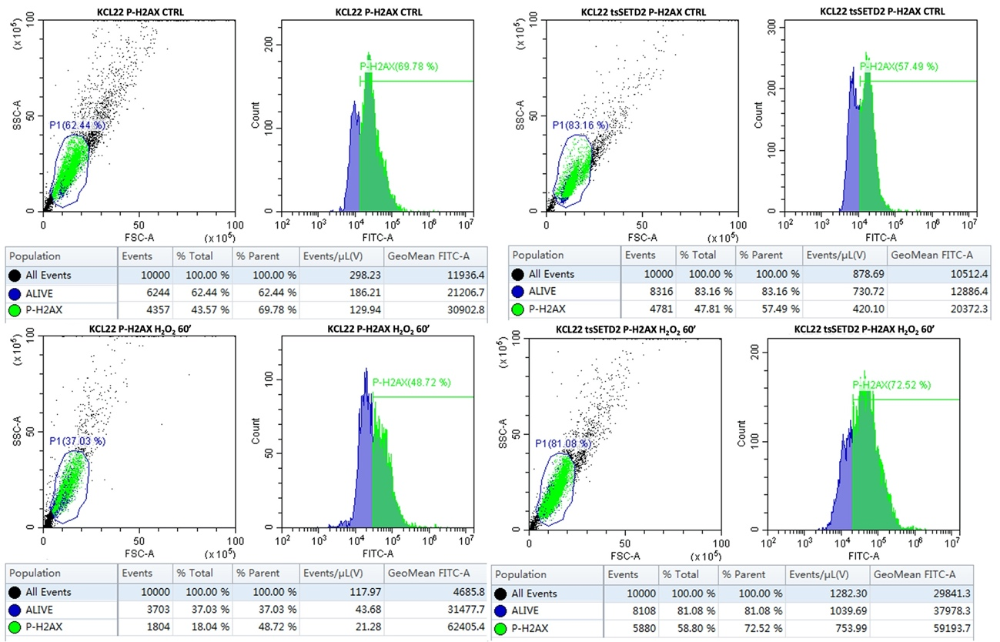 KCL22 P-H2AX CTRL
(x10⁵)
100
50
0
SSC-A
P1(62.44 %)
0 50 100
FSC-A (x10⁵)
KCL22 P-H2AX CTRL
200
100
0
Count
P-H2AX(69.78 %)
10² 10³ 10⁴ 10⁵ 10⁶ 10⁷
FITC-A
Population Events % Total % Parent Events/μL(V) GeoMean FITC-A
All Events 10000 100.00 % 100.00 % 298.23 11936.4
ALIVE 6244 62.44 % 62.44 % 186.21 21206.7
P-H2AX 4357 43.57 % 69.78 % 129.94 30902.8
KCL22 tsSETD2 P-H2AX CTRL
(x10⁵)
100
50
0
SSC-A
P1(83.16 %)
0 50 100
FSC-A (x10⁵)
KCL22 tsSETD2 P-H2AX CTRL
300
200
100
0
Count
P-H2AX(57.49 %)
10² 10³ 10⁴ 10⁵ 10⁶ 10⁷
FITC-A
Population Events % Total % Parent Events/μL(V) GeoMean FITC-A
All Events 10000 100.00 % 100.00 % 878.69 10512.4
ALIVE 8316 83.16 % 83.16 % 730.72 12886.4
P-H2AX 4781 47.81 % 57.49 % 420.10 20372.3
KCL22 P-H2AX H₂O₂ 60'
(x10⁵)
100
50
0
SSC-A
P1(37.03 %)
0 50 100
FSC-A (x10⁵)
KCL22 P-H2AX H₂O₂ 60'
100
50
0
Count
P-H2AX(48.72 %)
10² 10³ 10⁴ 10⁵ 10⁶ 10⁷
FITC-A
Population Events % Total % Parent Events/μL(V) GeoMean FITC-A
All Events 10000 100.00 % 100.00 % 117.97 4685.8
ALIVE 3703 37.03 % 37.03 % 43.68 31477.7
P-H2AX 1804 18.04 % 48.72 % 21.28 62405.4
KCL22 tsSETD2 P-H2AX H₂O₂ 60'
(x10⁵)
100
50
0
SSC-A
P1(81.08 %)
0 50 100
FSC-A (x10⁵)
KCL22 tsSETD2 P-H2AX H₂O₂ 60'
200
100
0
Count
P-H2AX(72.52 %)
10² 10³ 10⁴ 10⁵ 10⁶ 10⁷
FITC-A
Population Events % Total % Parent Events/μL(V) GeoMean FITC-A
All Events 10000 100.00 % 100.00 % 1282.30 29841.3
ALIVE 8108 81.08 % 81.08 % 1039.69 37978.3
P-H2AX 5880 58.80 % 72.52 % 753.99 59193.7